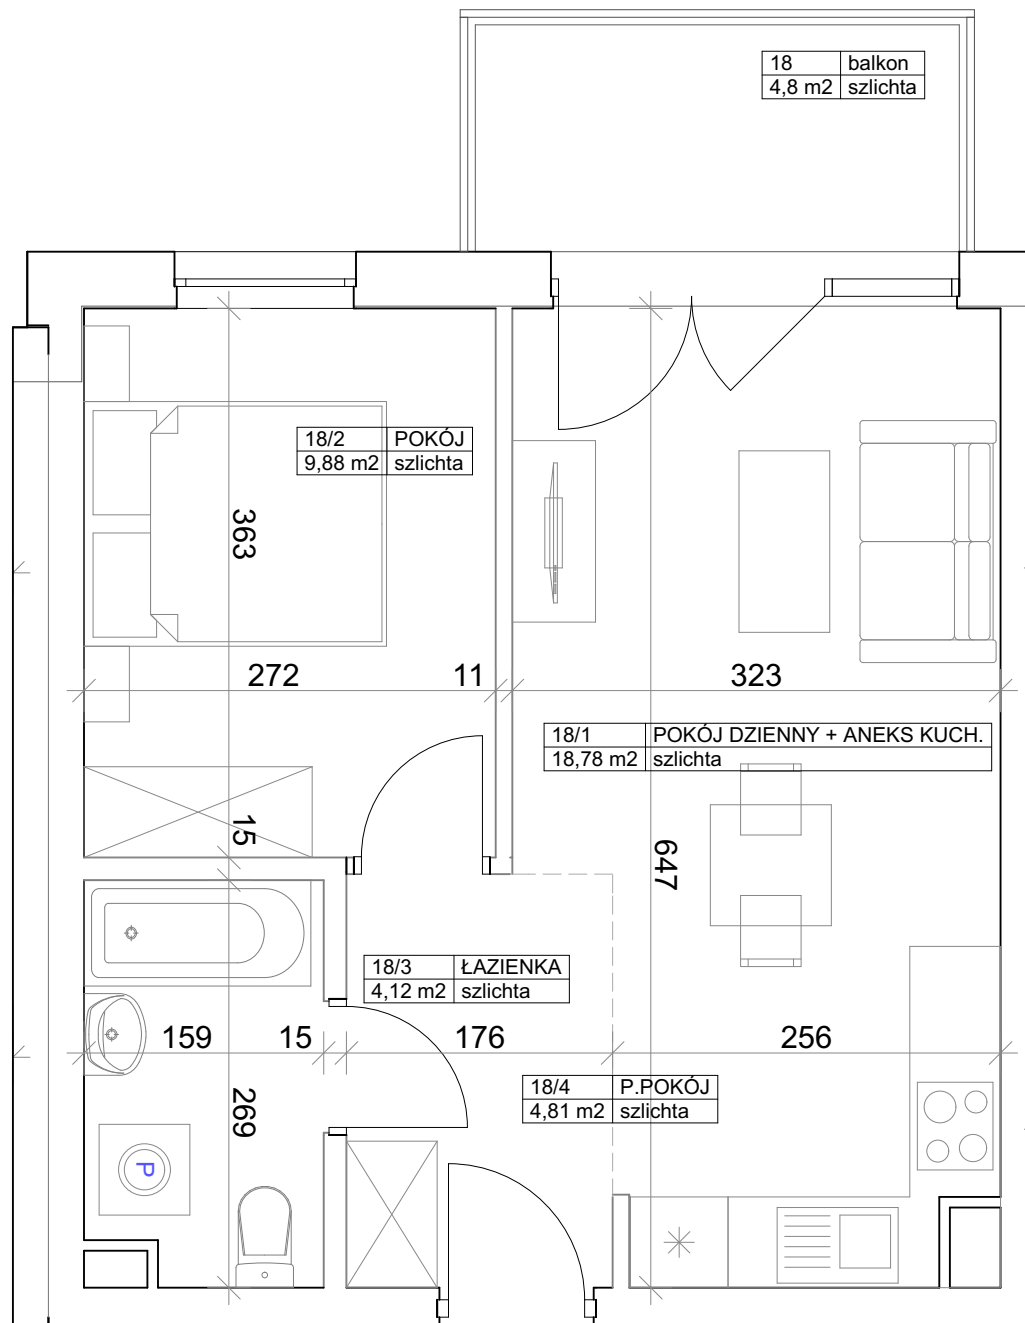 18 balkon
4,8 m2 szlichta
18/2 POKÓJ
9,88 m2 szlichta
363
272 11 323
18/1 POKÓJ DZIENNY + ANEKS KUCH.
18,78 m2 szlichta
15
647
18/3 ŁAZIENKA
4,12 m2 szlichta
159 15 176 256
18/4 P.POKÓJ
4,81 m2 szlichta
269
P